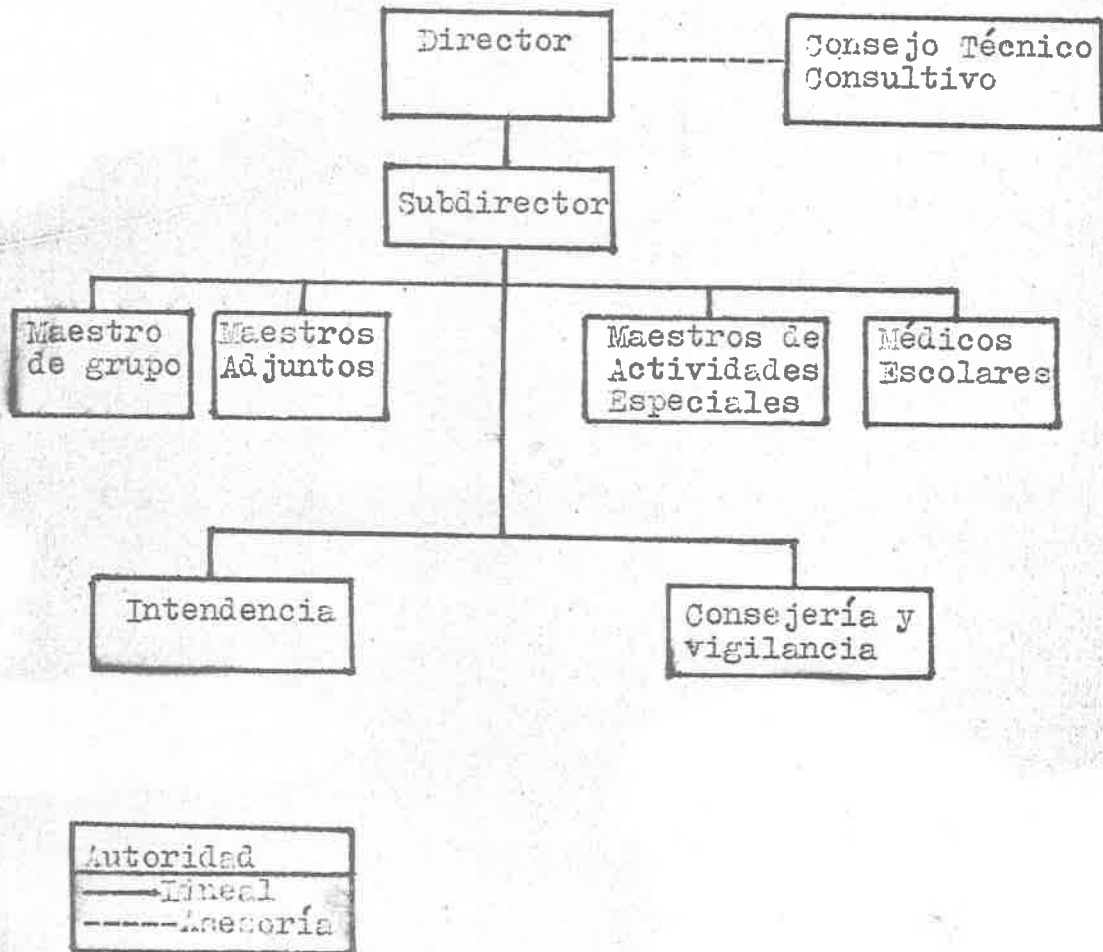 Director
Consejo Técnico
Consultivo
Subdirector
Maestro
de grupo
Maestros
Adjuntos
Maestros de
Actividades
Especiales
Médicos
Escolares
Intendencia
Consejería y
vigilancia
Autoridad
Lineal
Asesoría